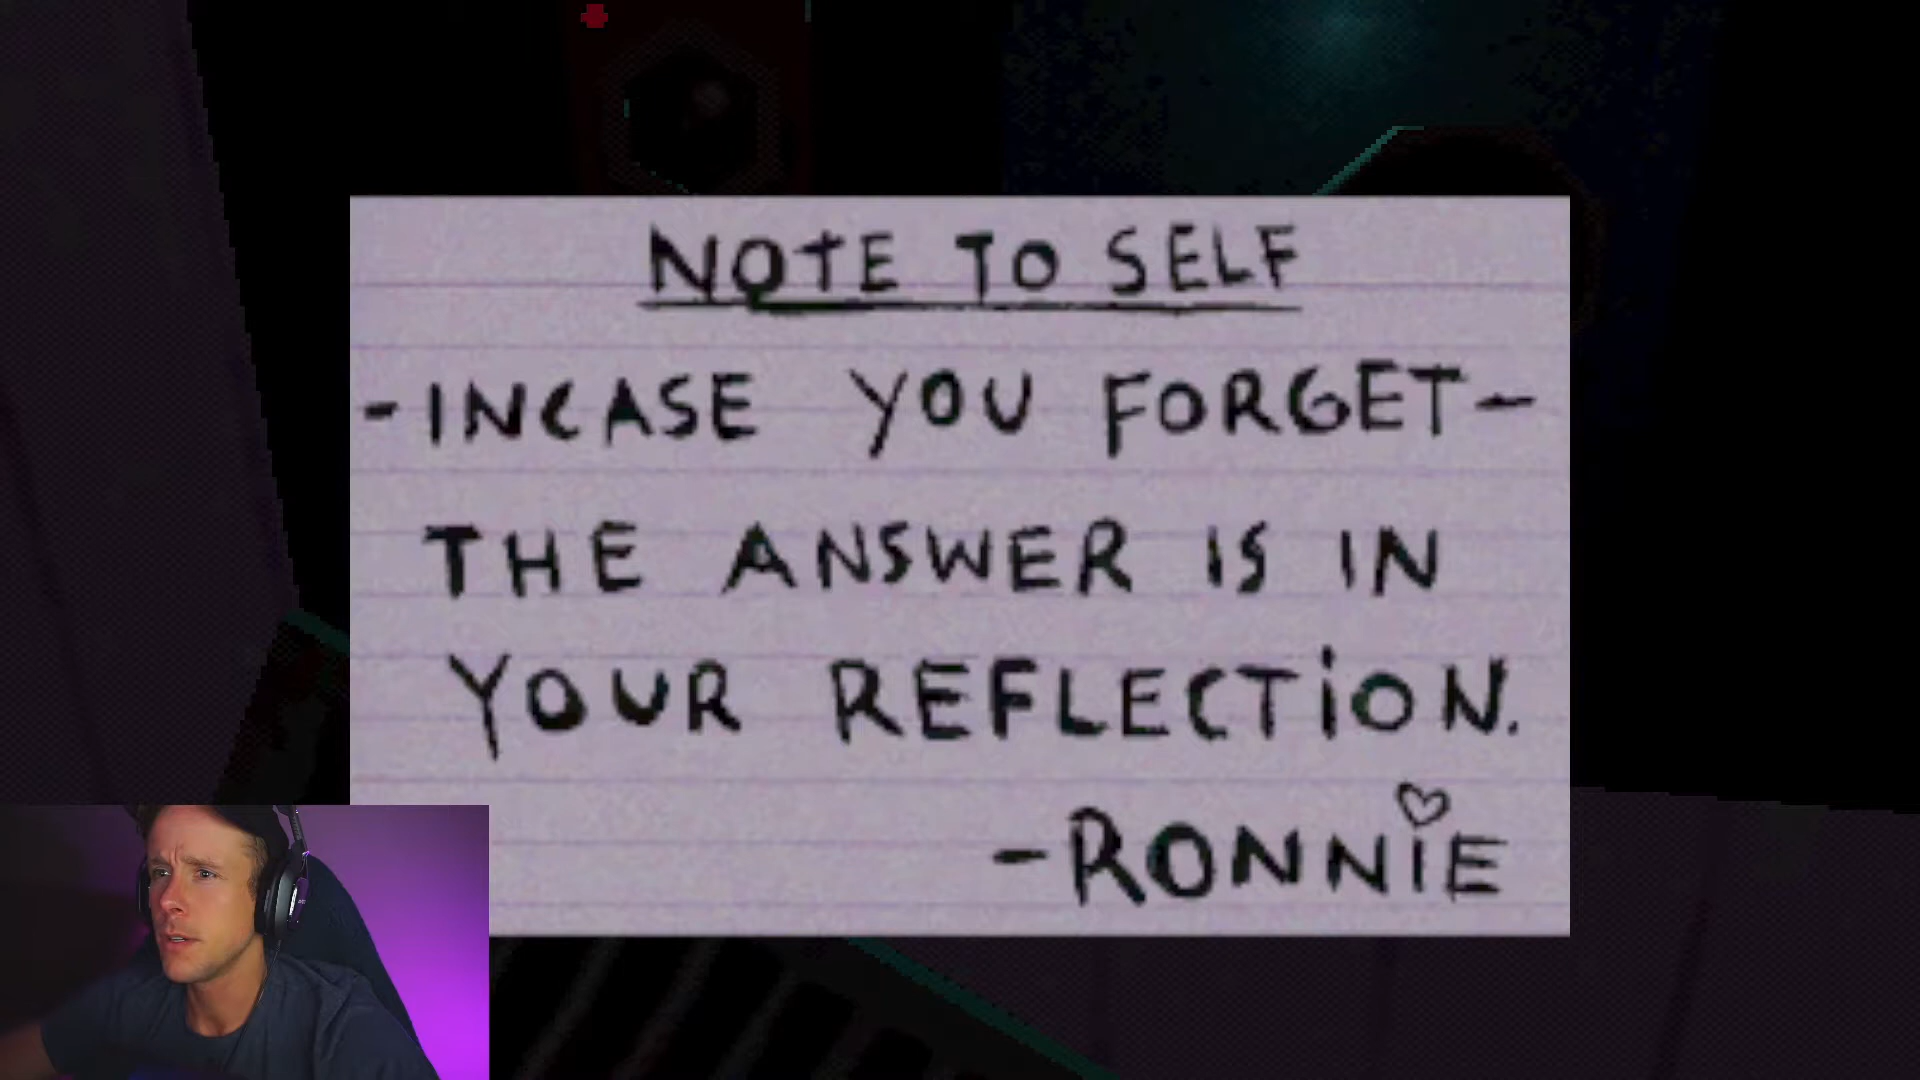 NOTE TO SELF
-INCASE YOU FORGET-
THE ANSWER IS IN
YOUR REFLECTiON.
-RONNiE